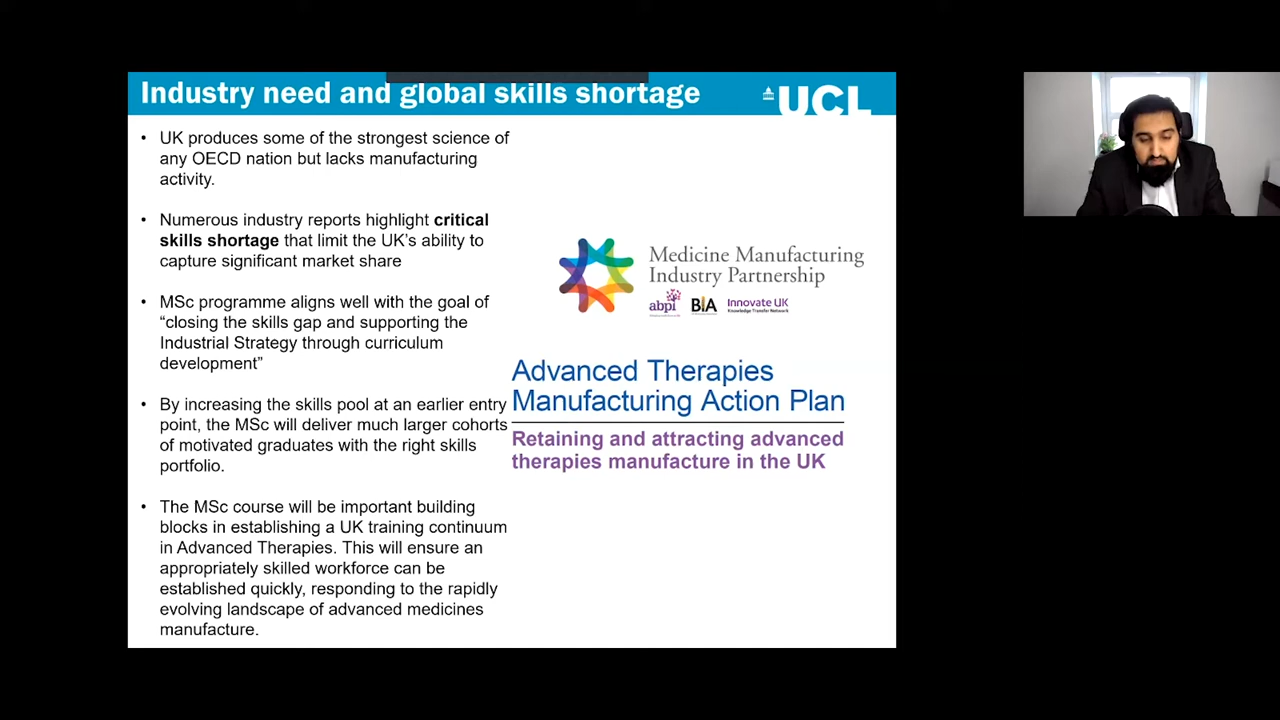 Industry need and global skills shortage
UCL
• UK produces some of the strongest science of
any OECD nation but lacks manufacturing
activity.
• Numerous industry reports highlight critical
skills shortage that limit the UK's ability to
capture significant market share
• MSc programme aligns well with the goal of
“closing the skills gap and supporting the
Industrial Strategy through curriculum
development”
• By increasing the skills pool at an earlier entry
point, the MSc will deliver much larger cohorts
of motivated graduates with the right skills
portfolio.
• The MSc course will be important building
blocks in establishing a UK training continuum
in Advanced Therapies. This will ensure an
appropriately skilled workforce can be
established quickly, responding to the rapidly
evolving landscape of advanced medicines
manufacture.
Medicine Manufacturing
Industry Partnership
abpi BIA Innovate UK
Knowledge Transfer Network
Advanced Therapies
Manufacturing Action Plan
Retaining and attracting advanced
therapies manufacture in the UK